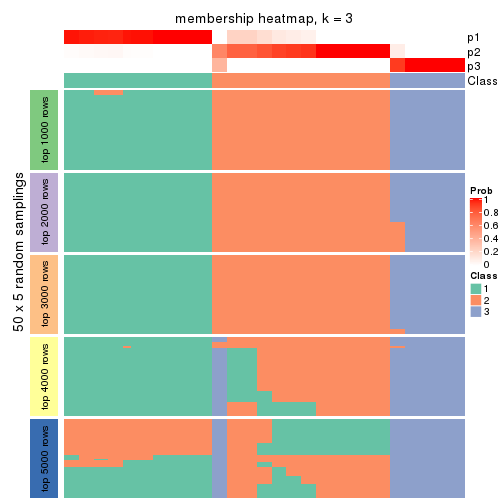 membership heatmap, k = 3
p1
p2
p3
Class
50 x 5 random samplings
top 1000 rows
top 2000 rows
top 3000 rows
top 4000 rows
top 5000 rows
Prob
1
0.8
0.6
0.4
0.2
0
Class
1
2
3